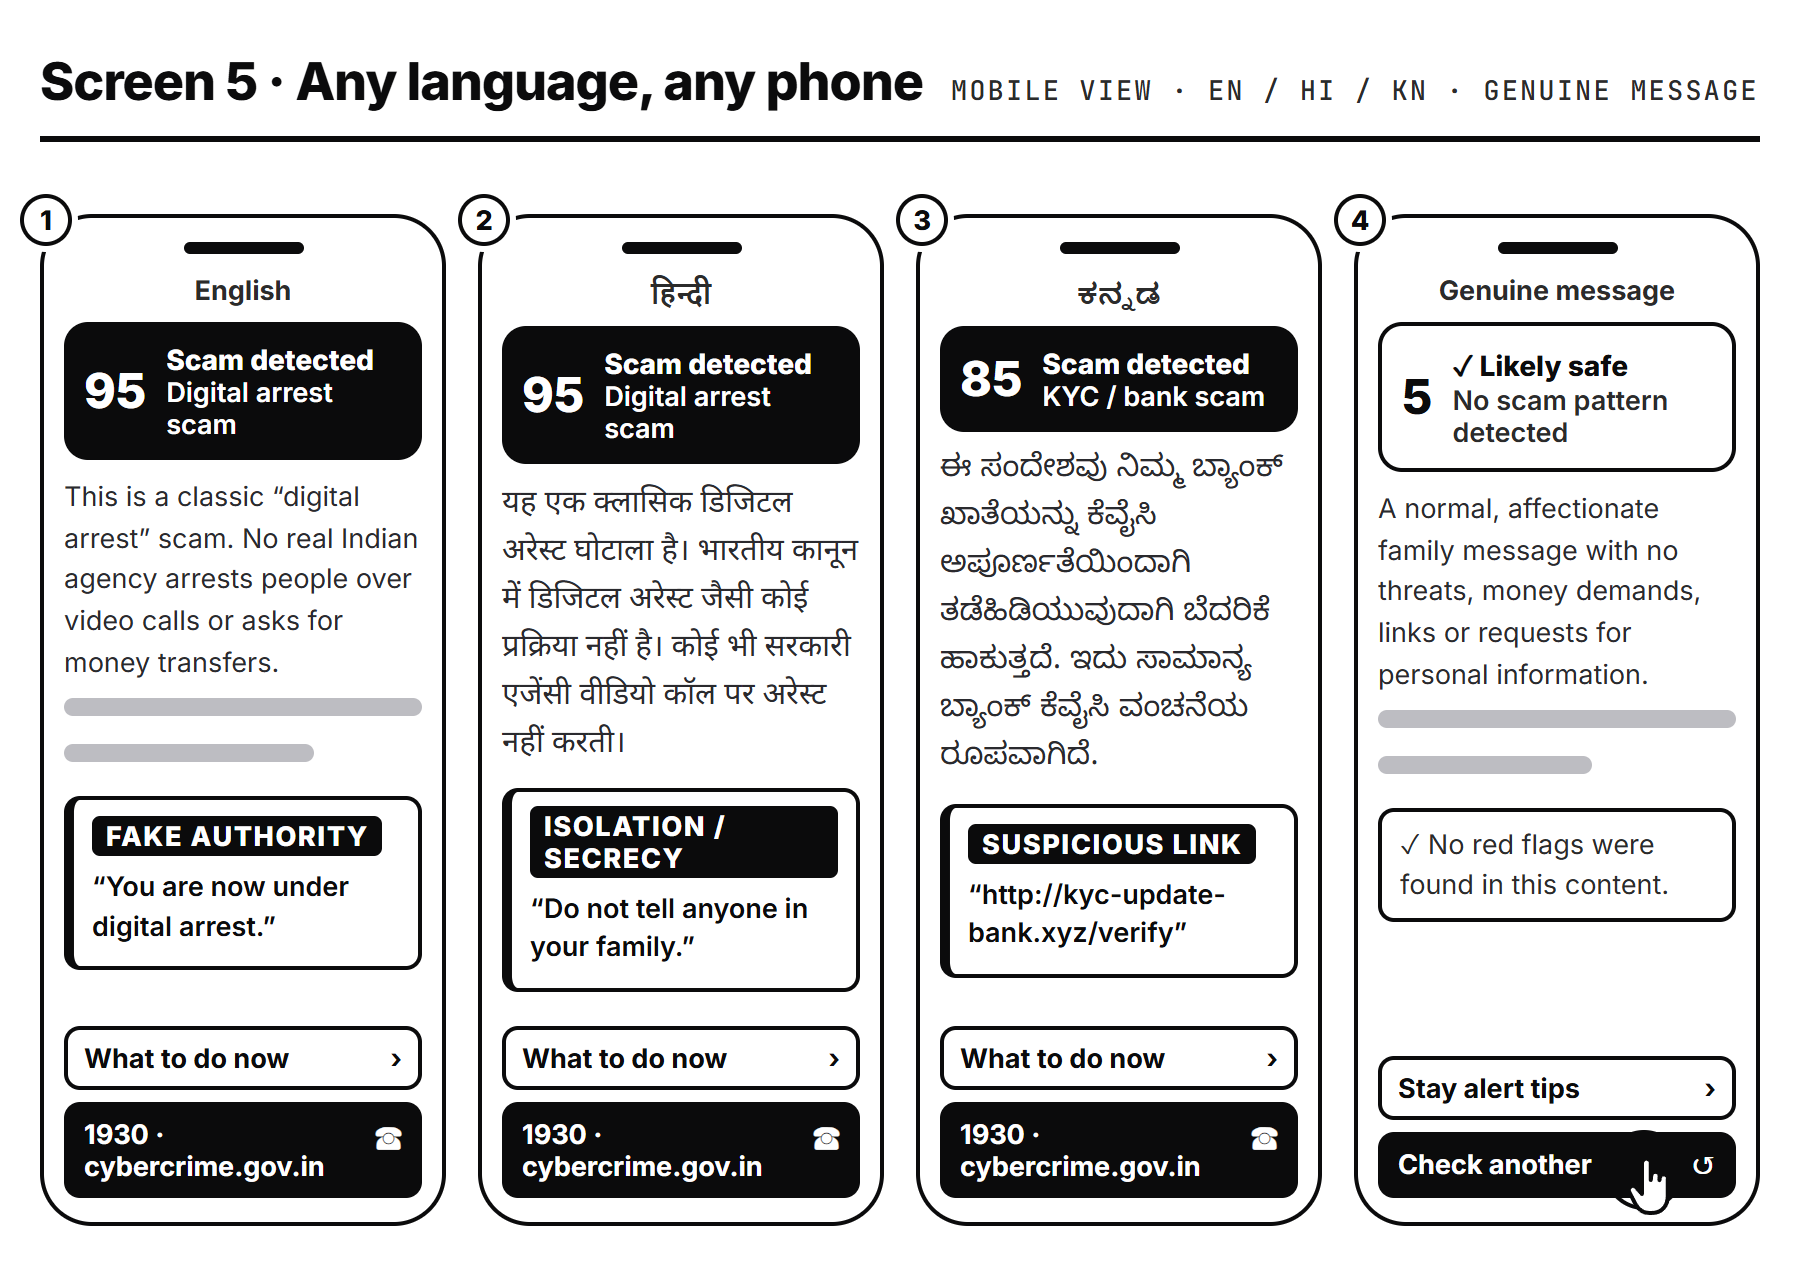 Screen 5 · Any language, any phone
MOBILE VIEW · EN / HI / KN · GENUINE MESSAGE
1
English
95
Scam detected
Digital arrest
scam
This is a classic “digital
arrest” scam. No real Indian
agency arrests people over
video calls or asks for
money transfers.
FAKE AUTHORITY
“You are now under
digital arrest.”
What to do now ›
1930 ·
cybercrime.gov.in ☎
2
हिन्दी
95
Scam detected
Digital arrest
scam
यह एक क्लासिक डिजिटल
अरेस्ट घोटाला है। भारतीय कानून
में डिजिटल अरेस्ट जैसी कोई
प्रक्रिया नहीं है। कोई भी सरकारी
एजेंसी वीडियो कॉल पर अरेस्ट
नहीं करती।
ISOLATION /
SECRECY
“Do not tell anyone in
your family.”
What to do now ›
1930 ·
cybercrime.gov.in ☎
3
ಕನ್ನಡ
85
Scam detected
KYC / bank scam
ಈ ಸಂದೇಶವು ನಿಮ್ಮ ಬ್ಯಾಂಕ್
ಖಾತೆಯನ್ನು ಕೆವೈಸಿ
ಅಪೂರ್ಣತೆಯಿಂದಾಗಿ
ತಡೆಹಿಡಿಯುವುದಾಗಿ ಬೆದರಿಕೆ
ಹಾಕುತ್ತದೆ. ಇದು ಸಾಮಾನ್ಯ
ಬ್ಯಾಂಕ್ ಕೆವೈಸಿ ವಂಚನೆಯ
ರೂಪವಾಗಿದೆ.
SUSPICIOUS LINK
“http://kyc-update-
bank.xyz/verify”
What to do now ›
1930 ·
cybercrime.gov.in ☎
4
Genuine message
5
✓ Likely safe
No scam pattern
detected
A normal, affectionate
family message with no
threats, money demands,
links or requests for
personal information.
✓ No red flags were
found in this content.
Stay alert tips ›
Check another ↺